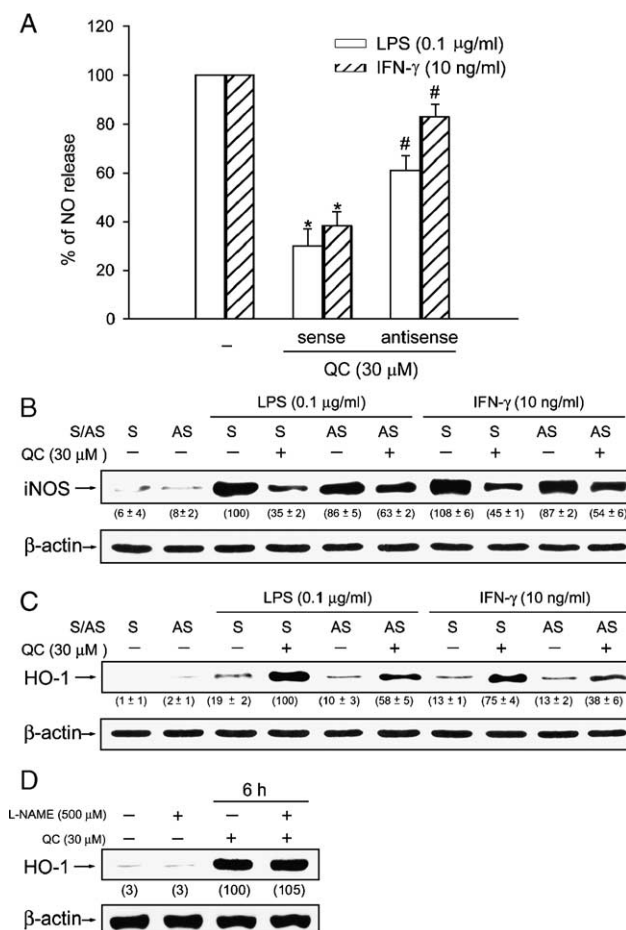 A
LPS (0.1 μg/ml)
IFN-γ (10 ng/ml)
% of NO release
120
100
80
60
40
20
0
* * # #
– sense antisense
QC (30 μM)
B
LPS (0.1 μg/ml) IFN-γ (10 ng/ml)
S/AS S AS S S AS AS S S AS AS
QC (30 μM ) – – – + – + – + – +
iNOS
(6 ± 4) (8± 2) (100) (35 ± 2) (86 ± 5) (63 ± 2) (108 ± 6) (45 ± 1) (87 ± 2) (54 ± 6)
β-actin
C
LPS (0.1 μg/ml) IFN-γ (10 ng/ml)
S/AS S AS S S AS AS S S AS AS
QC (30 μM ) – – – + – + – + – +
HO-1
(1 ± 1) (2 ± 1) (19 ± 2) (100) (10 ± 3) (58 ± 5) (13 ± 1) (75 ± 4) (13 ± 2) (38 ± 6)
β-actin
D
6 h
L-NAME (500 μM) – + – +
QC (30 μM) – – + +
HO-1
(3) (3) (100) (105)
β-actin